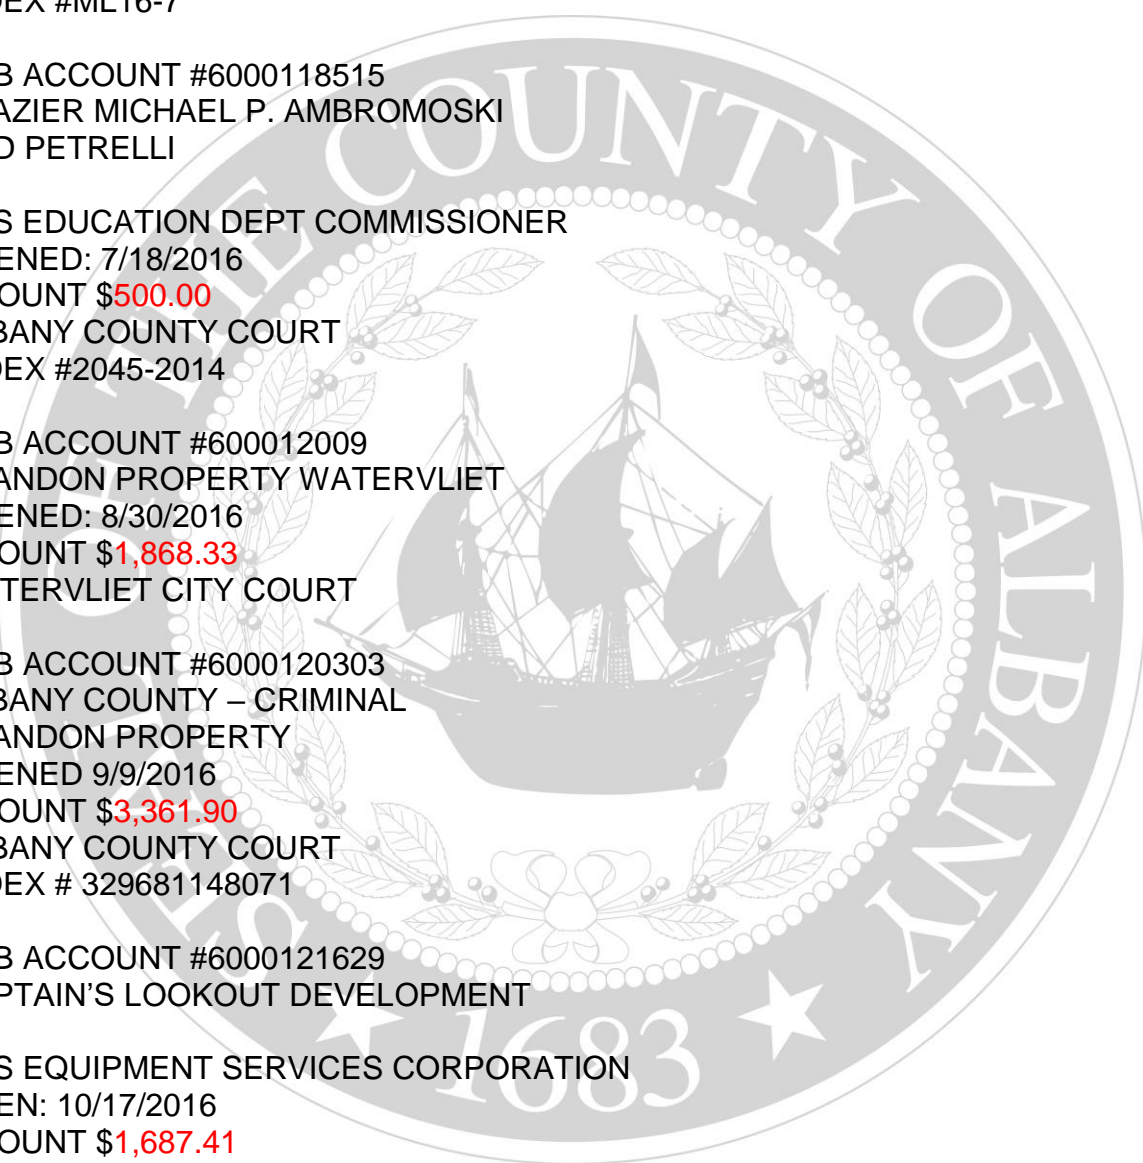 DEX #ML16-7
B ACCOUNT #6000118515
AZIER MICHAEL P. AMBROMOSKI
D PETRELLI
S EDUCATION DEPT COMMISSIONER
ENED: 7/18/2016
OUNT $500.00
BANY COUNTY COURT
DEX #2045-2014
B ACCOUNT #600012009
ANDON PROPERTY WATERVLIET
ENED: 8/30/2016
OUNT $1,868.33
TERVLIET CITY COURT
B ACCOUNT #6000120303
BANY COUNTY – CRIMINAL
ANDON PROPERTY
ENED 9/9/2016
OUNT $3,361.90
BANY COUNTY COURT
DEX # 329681148071
B ACCOUNT #6000121629
PTAIN’S LOOKOUT DEVELOPMENT
S EQUIPMENT SERVICES CORPORATION
EN: 10/17/2016
OUNT $1,687.41
SEAL OF THE COUNTY OF ALBANY
1683